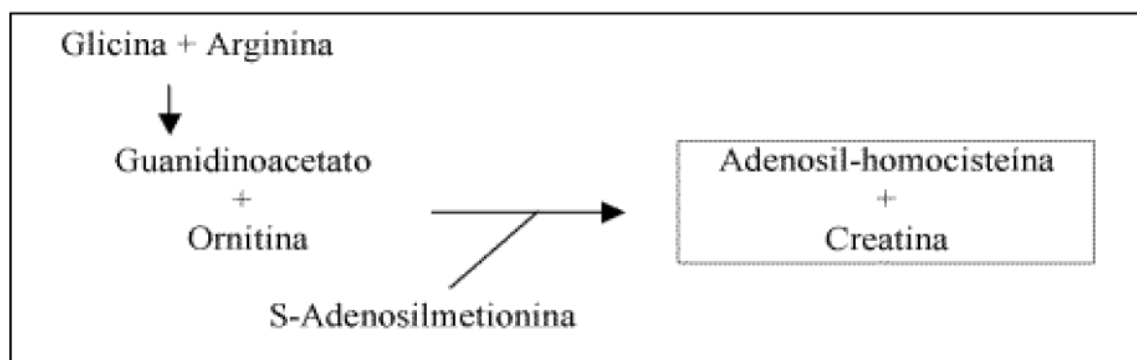 Glicina + Arginina
Guanidinoacetato
+
Ornitina
S-Adenosilmetionina
Adenosil-homocisteína
+
Creatina